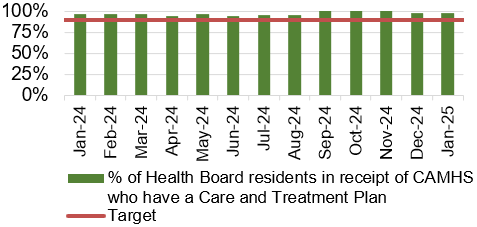 100%
75%
50%
25%
0%
Jan-24
Feb-24
Mar-24
Apr-24
May-24
Jun-24
Jul-24
Aug-24
Sep-24
Oct-24
Nov-24
Dec-24
Jan-25
% of Health Board residents in receipt of CAMHS
who have a Care and Treatment Plan
Target